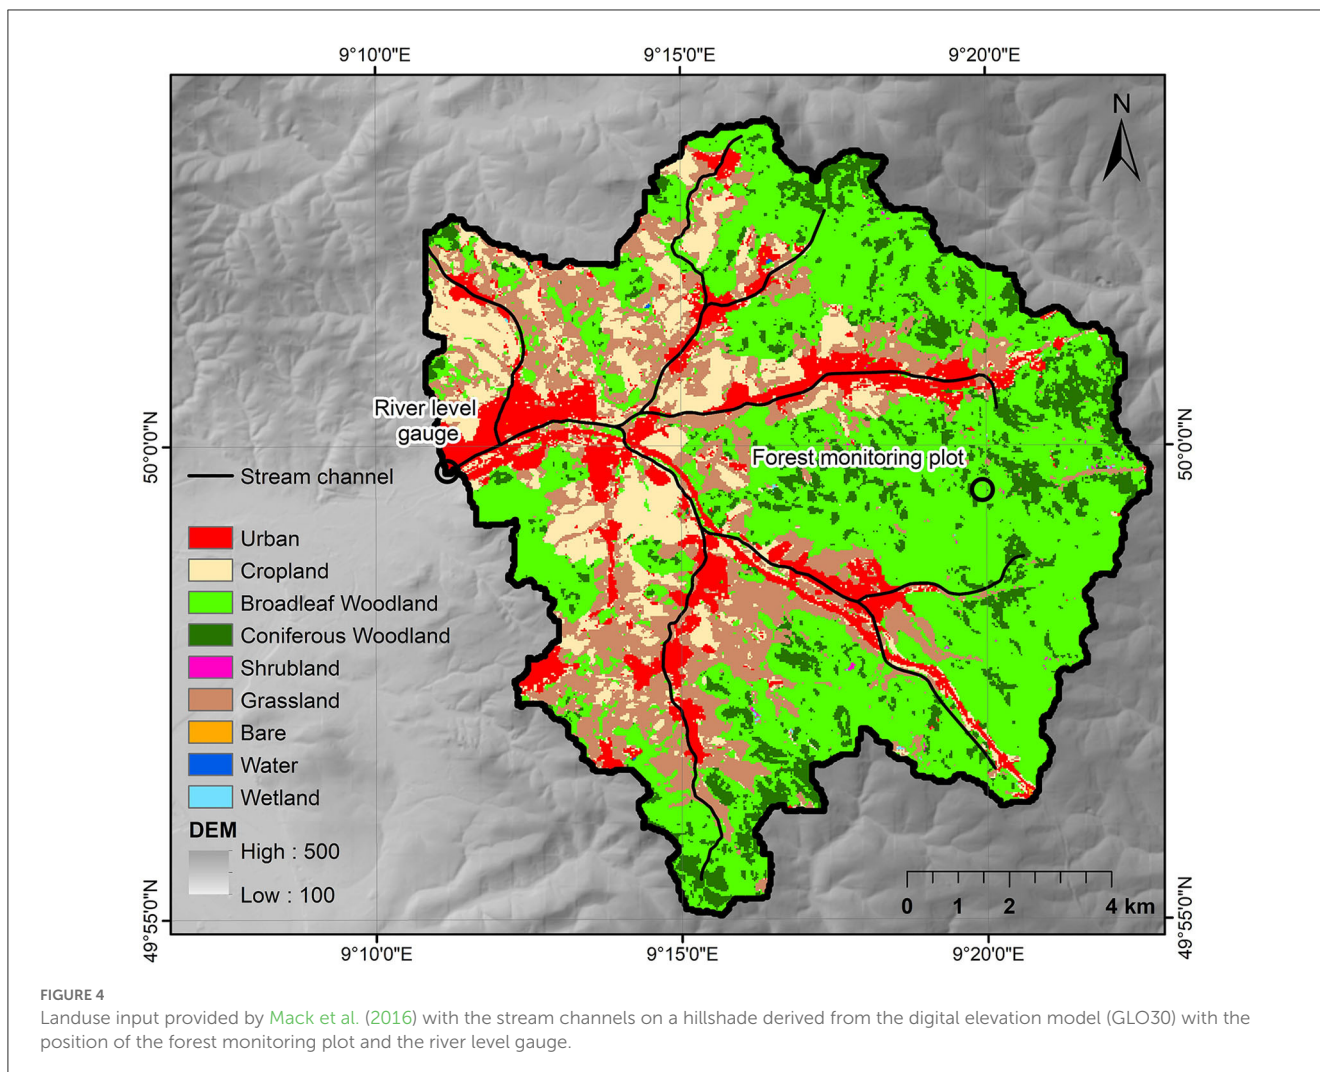 9°10'0"E 9°15'0"E 9°20'0"E
N
River level
gauge
50°0'0"N
50°0'0"N
Forest monitoring plot
Stream channel
Urban
Cropland
Broadleaf Woodland
Coniferous Woodland
Shrubland
Grassland
Bare
Water
Wetland
DEM
High : 500
Low : 100
0 1 2 4 km
49°55'0"N
49°55'0"N
9°10'0"E 9°15'0"E 9°20'0"E
FIGURE 4
Landuse input provided by Mack et al. (2016) with the stream channels on a hillshade derived from the digital elevation model (GLO30) with the
position of the forest monitoring plot and the river level gauge.